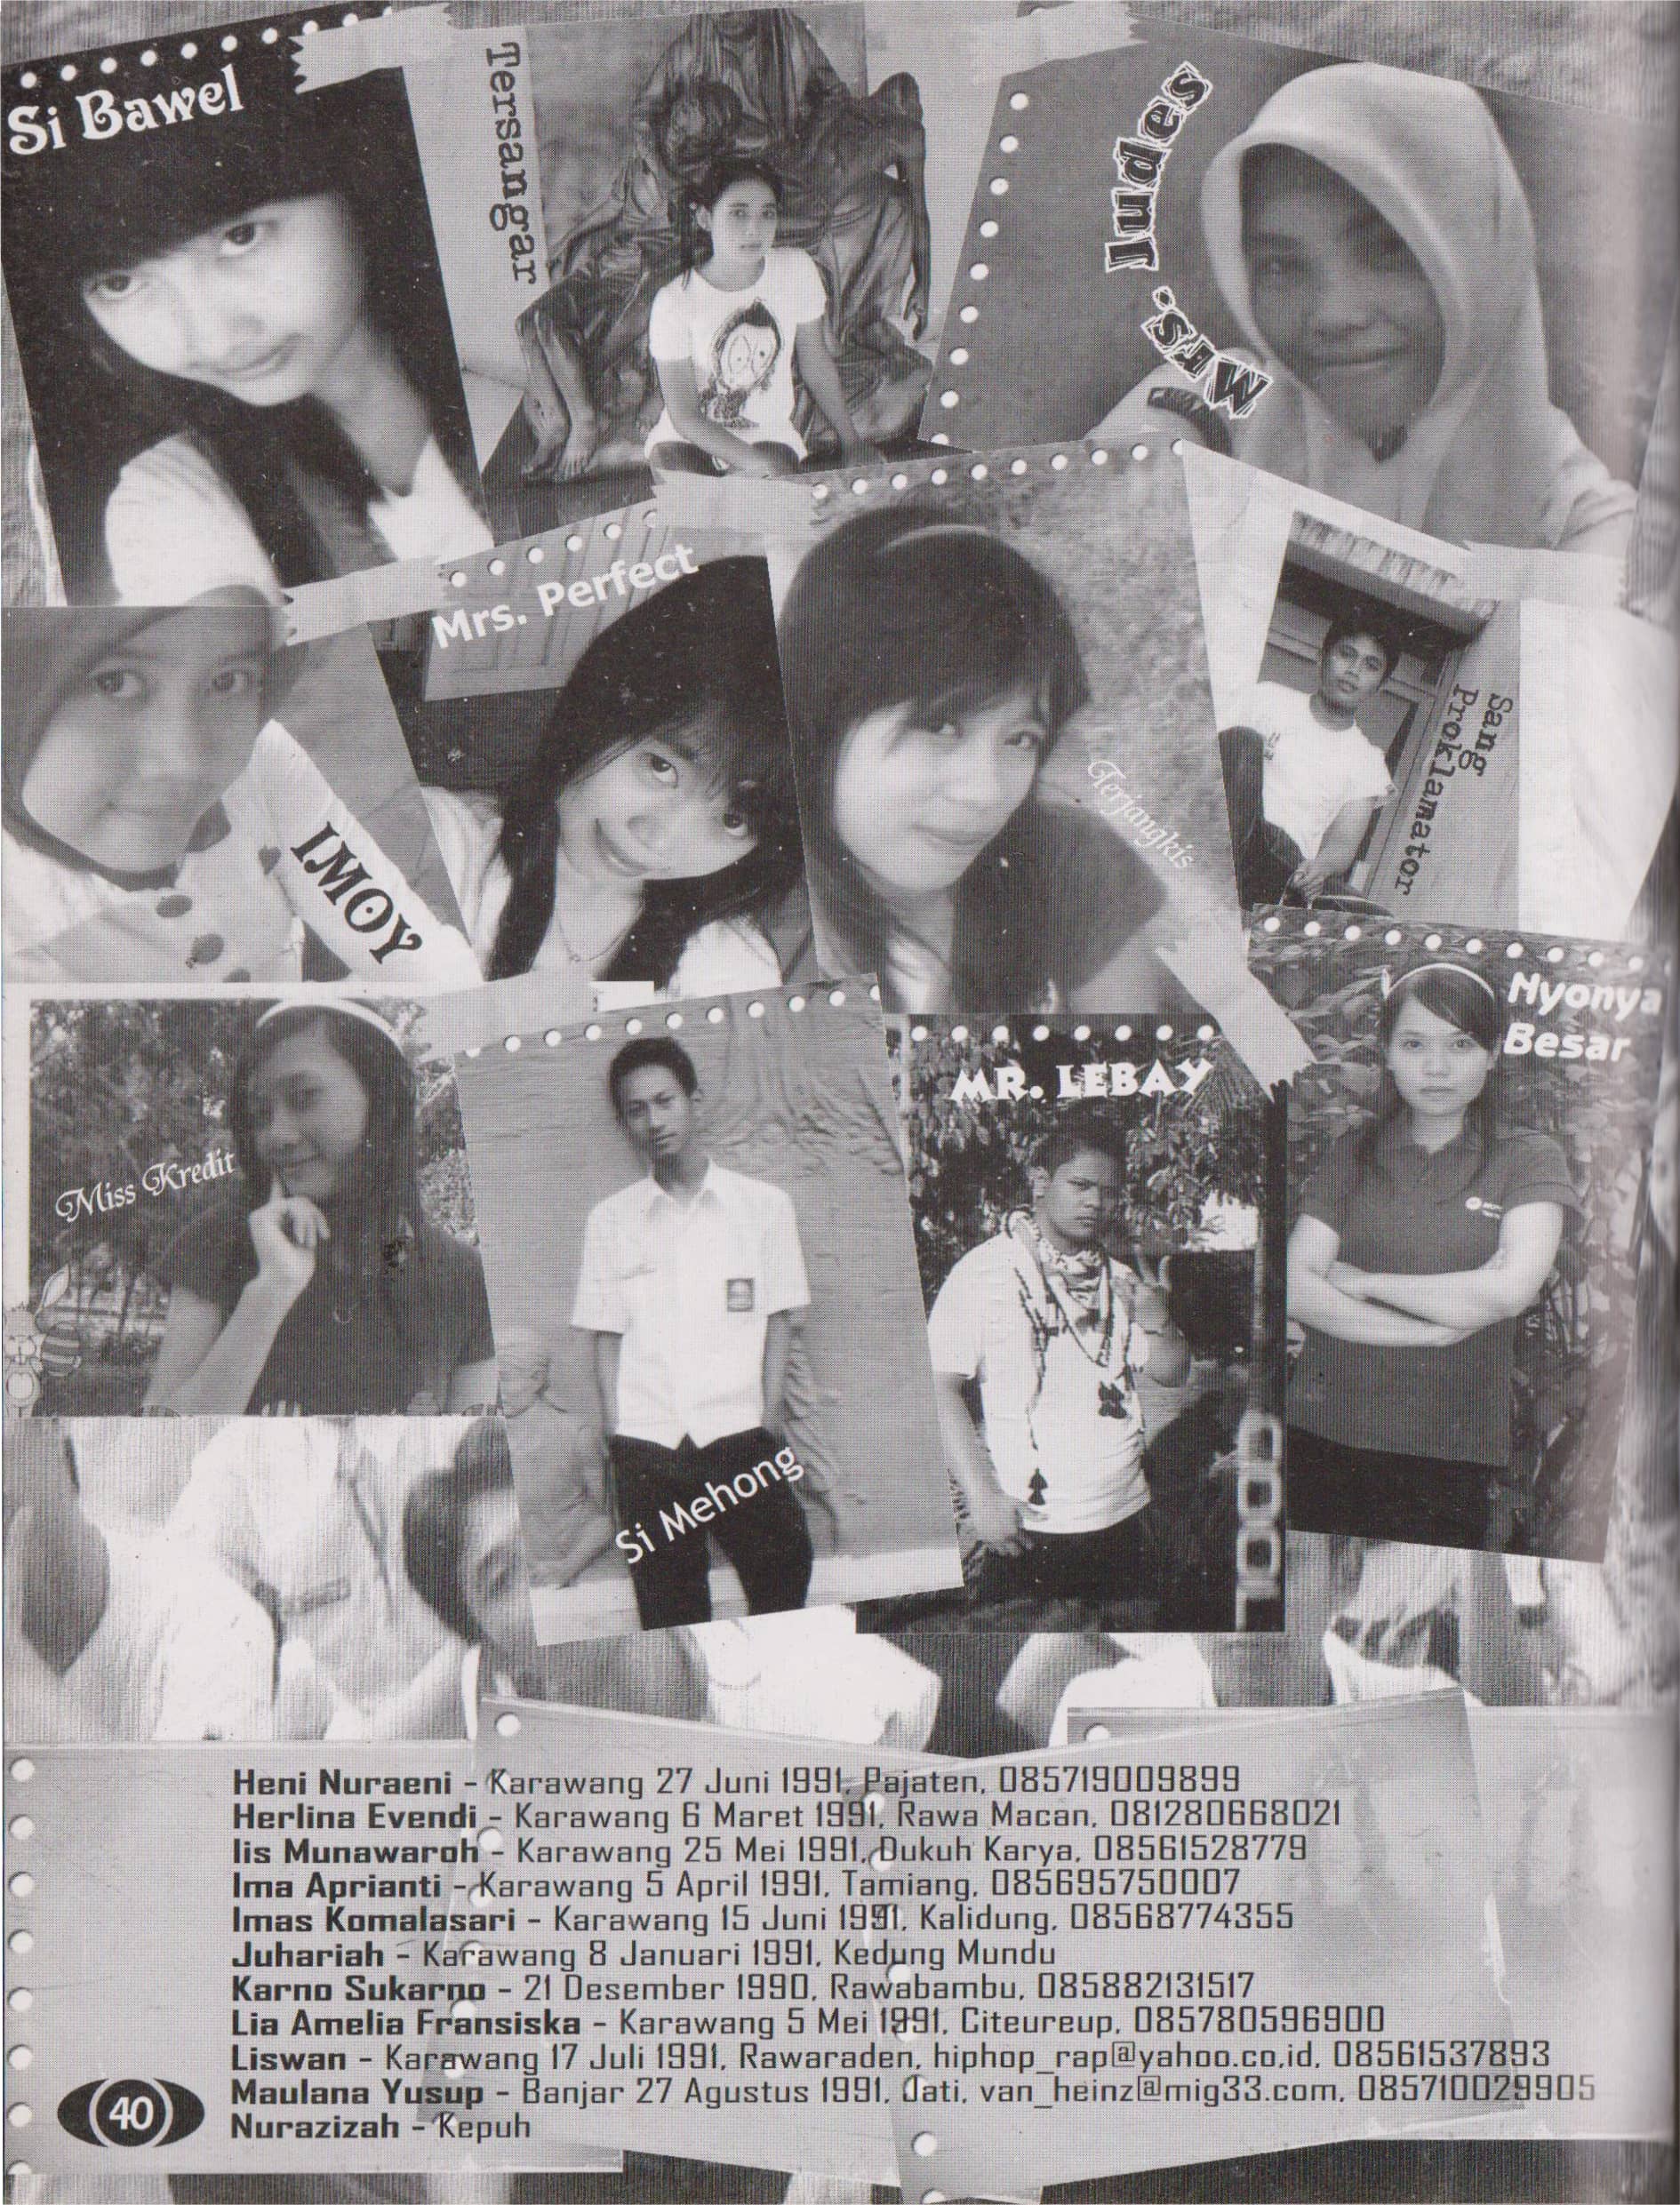 Si Bawel
Tersangar
Mrs. Judes
IMOY
Mrs. Perfect
Terjangkis
Sang
Proklamator
Miss Kredit
Si Mehong
MR. LEBAY
Nyonya
Besar
Heni Nuraeni - Karawang 27 Juni 1991, Pajaten, 085719009899
Herlina Evendi - Karawang 6 Maret 1991, Rawa Macan, 081280668021
Iis Munawaroh - Karawang 25 Mei 1991, Dukuh Karya, 08561528779
Ima Aprianti - Karawang 5 April 1991, Tamiang, 085695750007
Imas Komalasari - Karawang 15 Juni 1991, Kalidung, 08568774355
Juhariah - Karawang 8 Januari 1991, Kedung Mundu
Karno Sukarno - 21 Desember 1990, Rawabambu, 085882131517
Lia Amelia Fransiska - Karawang 5 Mei 1991, Citeureup, 085780596900
Liswan - Karawang 17 Juli 1991, Rawaraden, hiphop_rap@yahoo.co,id, 08561537893
Maulana Yusup - Banjar 27 Agustus 1991, Jati, van_heinz@mig33.com, 085710029905
Nurazizah - Kepuh
40